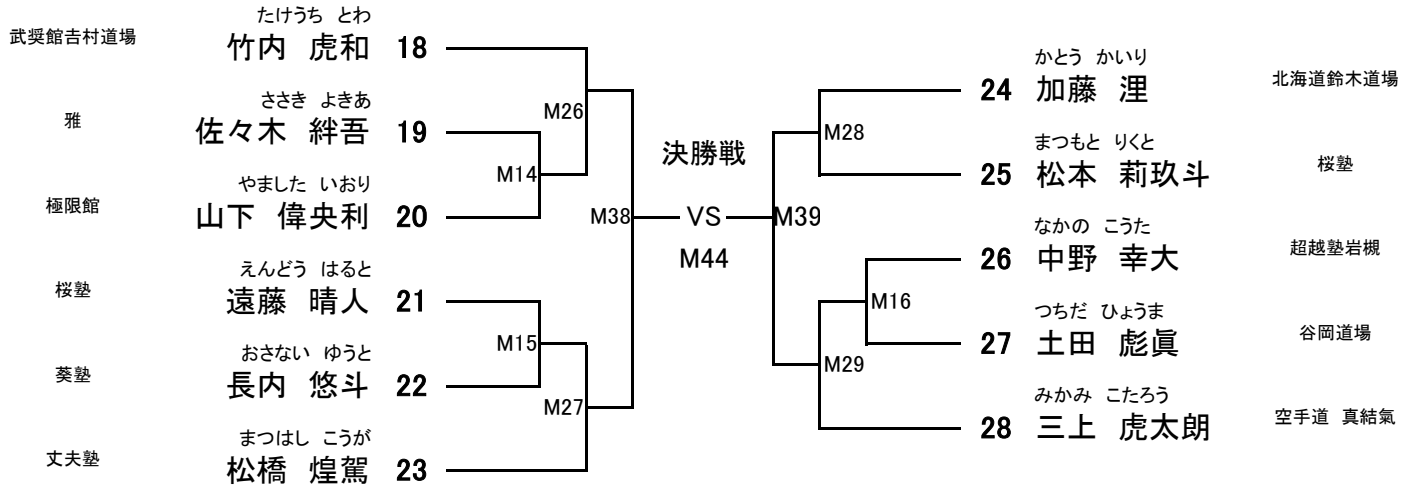 たけうち とわ
武奨館吉村道場 竹内 虎和 18
ささき よきあ
雅 佐々木 絆吾 19
M26
M14
やました いおり
極限館 山下 偉央利 20
えんどう はると
桜塾 遠藤 晴人 21
M15
おさない ゆうと
葵塾 長内 悠斗 22
M27
まつはし こうが
丈夫塾 松橋 煌駕 23
M38
決勝戦
VS
M44
M39
かとう かいり
24 加藤 浬 北海道鈴木道場
M28
まつもと りくと
25 松本 莉玖斗 桜塾
なかの こうた
26 中野 幸大 超越塾岩槻
M16
つちだ ひょうま
27 土田 彪眞 谷岡道場
M29
みかみ こたろう
28 三上 虎太朗 空手道 真結氣